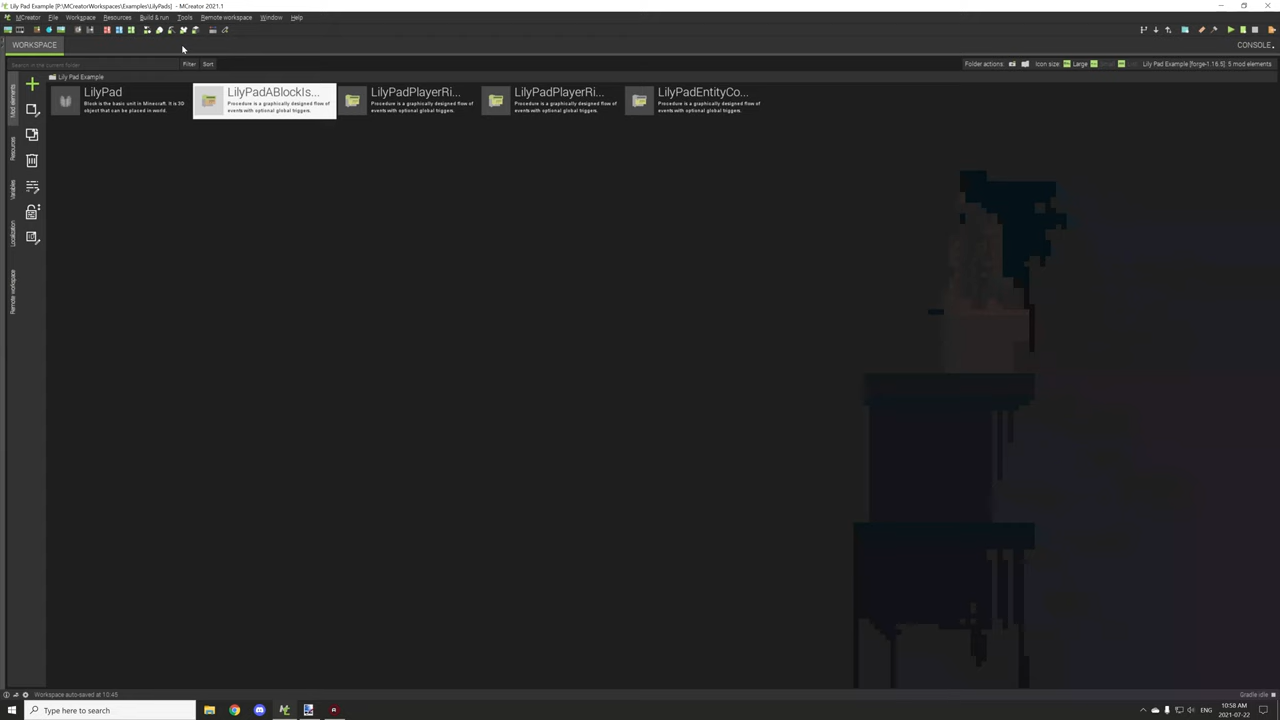 Lily Pad Example [P:\MCreatorWorkspaces\Examples\LilyPads] - MCreator 2021.1
MCreator File Workspace Resources Build & run Tools Remote workspace Window Help
WORKSPACE
CONSOLE
Search in the current folder
Filter Sort
Folder actions
Icon size
Large
Lily Pad Example [forge-1.16.5] 5 mod elements
Lily Pad Example
LilyPad
Block is the basic unit in Minecraft. It is 3D
object that can be placed in world.
LilyPadABlockIs...
Procedure is a graphically designed flow of
events with optional global triggers.
LilyPadPlayerRi...
Procedure is a graphically designed flow of
events with optional global triggers.
LilyPadPlayerRi...
Procedure is a graphically designed flow of
events with optional global triggers.
LilyPadEntityCo...
Procedure is a graphically designed flow of
events with optional global triggers.
Mod elements
Resources
Variables
Localization
Remote workspace
Workspace auto-saved at 10:45
Gradle idle
Type here to search
ENG
10:58 AM
2021-07-22